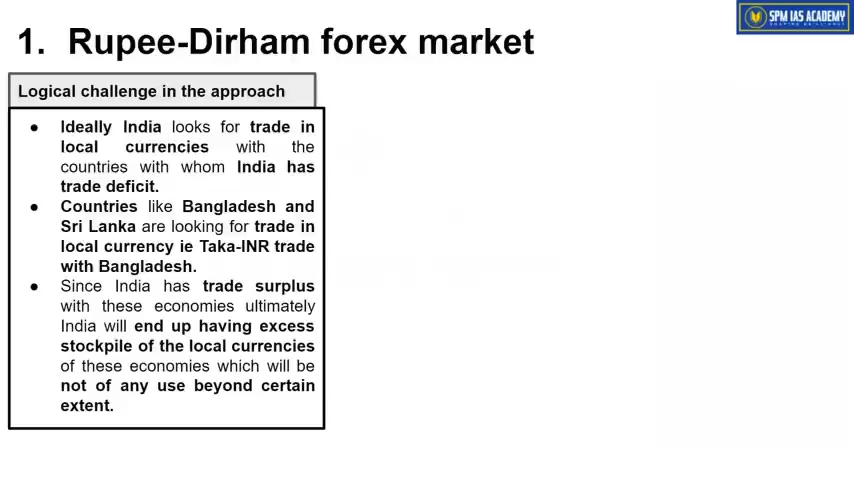 SPM IAS ACADEMY
1. Rupee-Dirham forex market
Logical challenge in the approach
● Ideally India looks for trade in
local currencies with the
countries with whom India has
trade deficit.
● Countries like Bangladesh and
Sri Lanka are looking for trade in
local currency ie Taka-INR trade
with Bangladesh.
● Since India has trade surplus
with these economies ultimately
India will end up having excess
stockpile of the local currencies
of these economies which will be
not of any use beyond certain
extent.